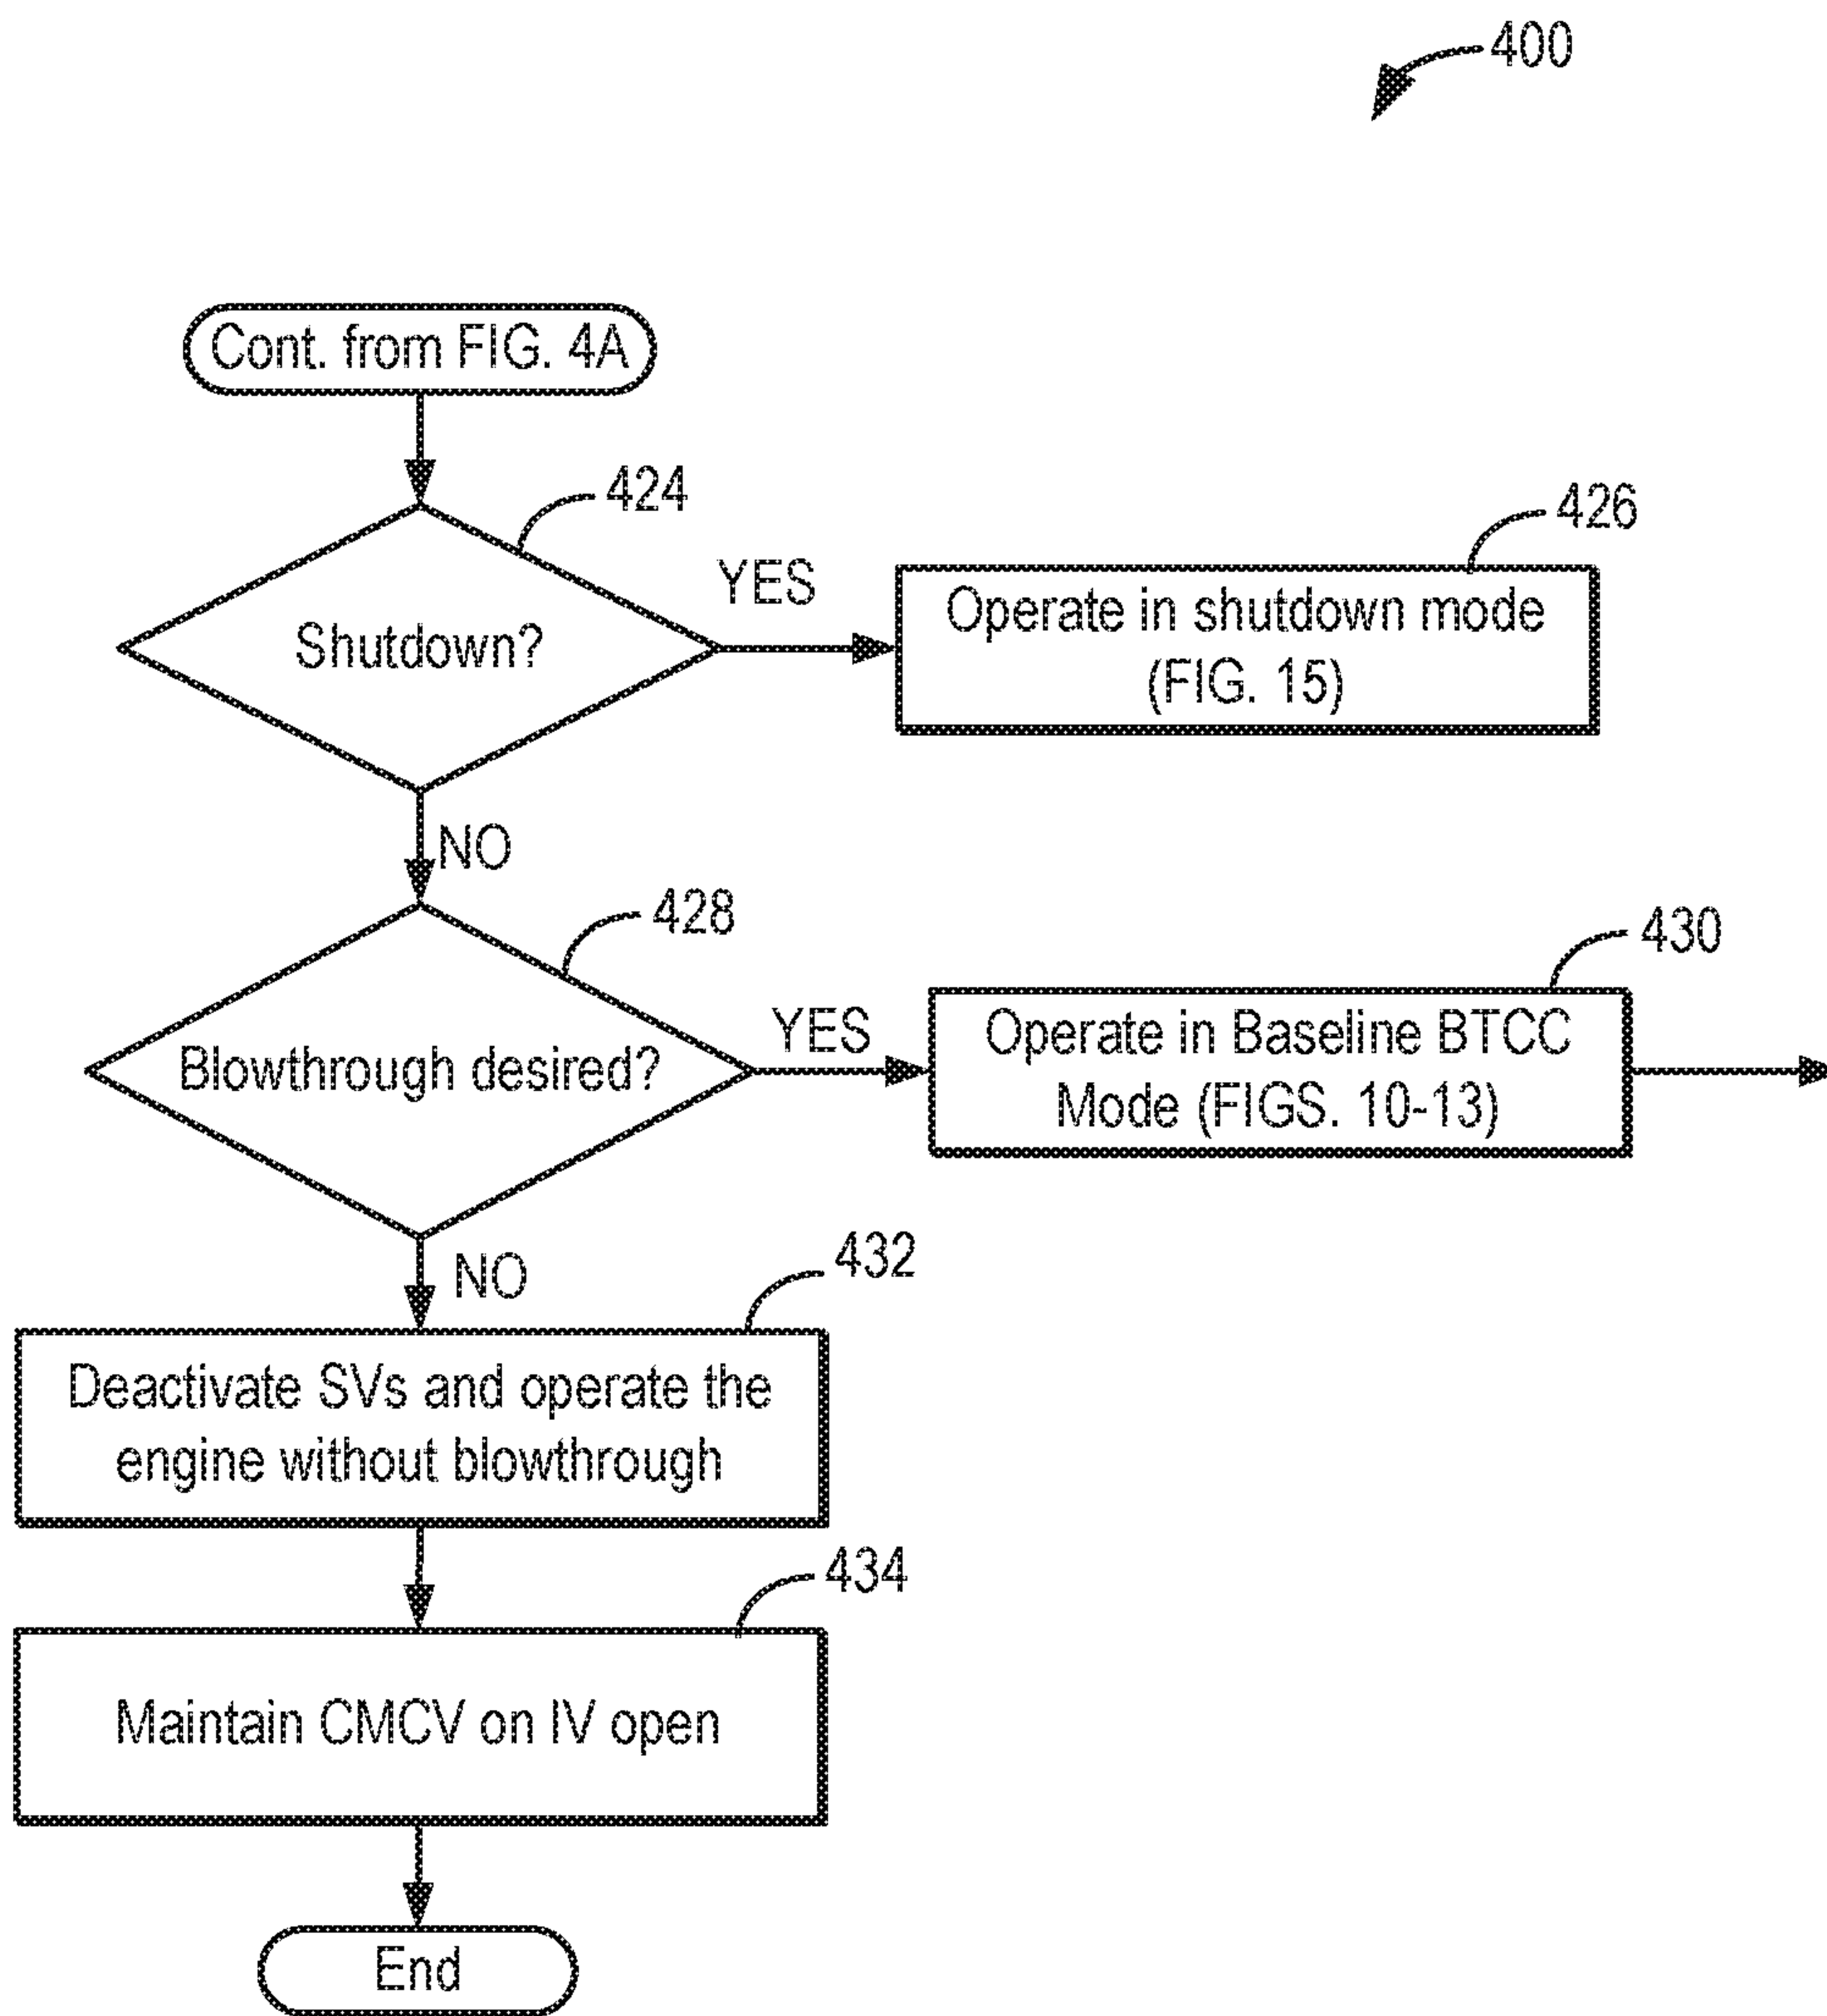 400
Cont. from FIG. 4A
424
Shutdown?
YES
426
Operate in shutdown mode
(FIG. 15)
NO
428
Blowthrough desired?
YES
430
Operate in Baseline BTCC
Mode (FIGS. 10-13)
NO
432
Deactivate SVs and operate the
engine without blowthrough
434
Maintain CMCV on IV open
End